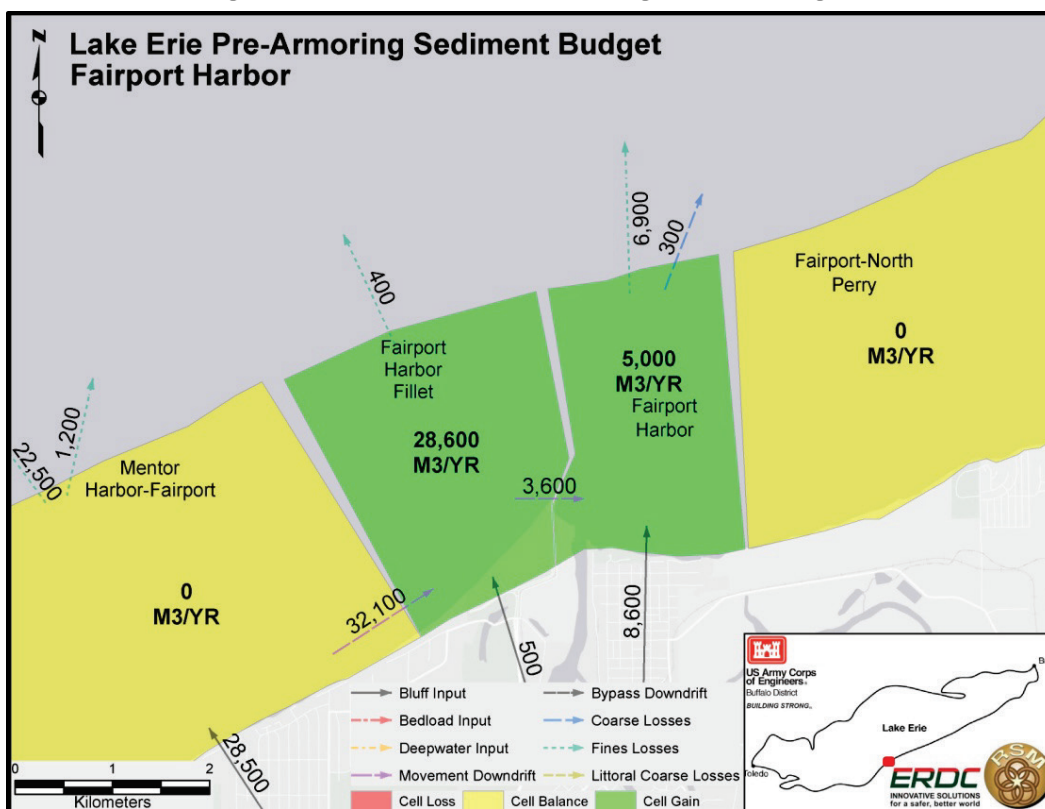 N
Lake Erie Pre-Armoring Sediment Budget
Fairport Harbor
6,900
300
400
Fairport-North
Perry
0
M3/YR
Fairport
Harbor
Fillet
5,000
M3/YR
Fairport
Harbor
28,600
M3/YR
1,200
22,500
Mentor
Harbor-Fairport
3,600
0
M3/YR
32,100
500
8,600
28,500
0 1 2
Kilometers
Bluff Input
Bypass Downdrift
Bedload Input
Coarse Losses
Deepwater Input
Fines Losses
Movement Downdrift
Littoral Coarse Losses
Cell Loss
Cell Balance
Cell Gain
US Army Corps
of Engineers®
Buffalo District
BUILDING STRONG®
Lake Erie
Toledo
B
ERDC
INNOVATIVE SOLUTIONS
for a safer, better world
RSM